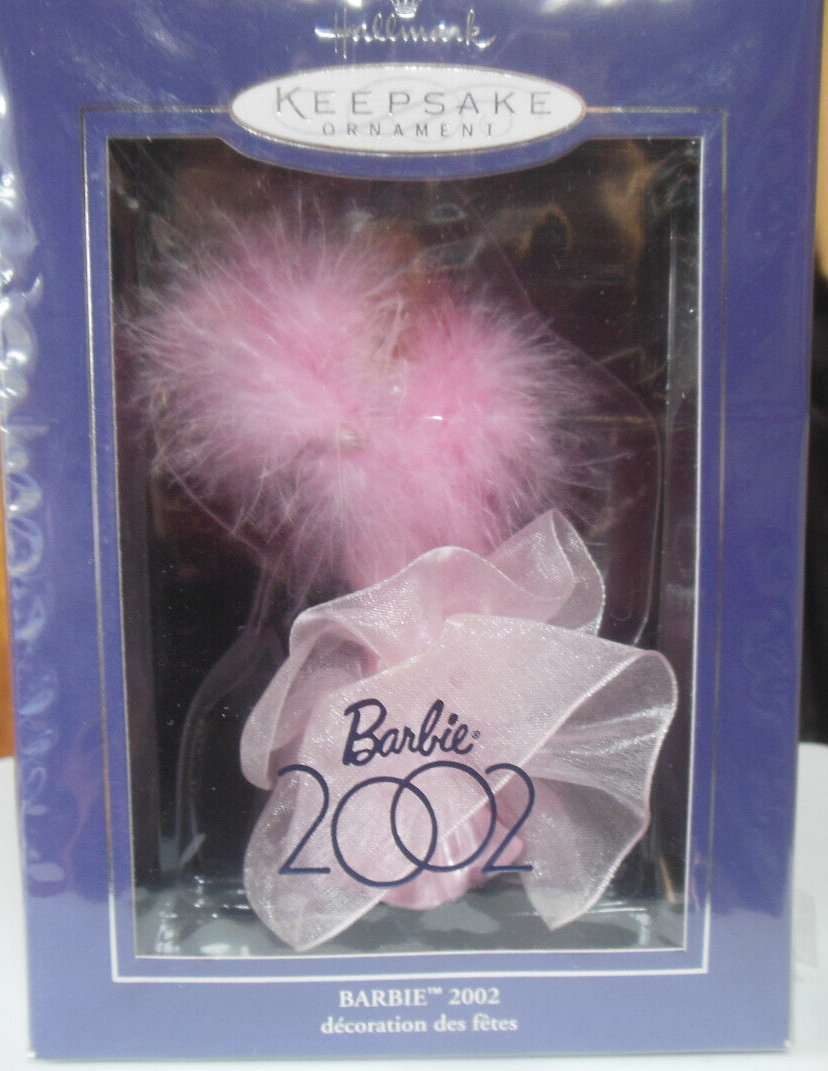 Hallmark
KEEPSAKE
ORNAMENT
Barbie®
2002
BARBIE™ 2002
décoration des fêtes